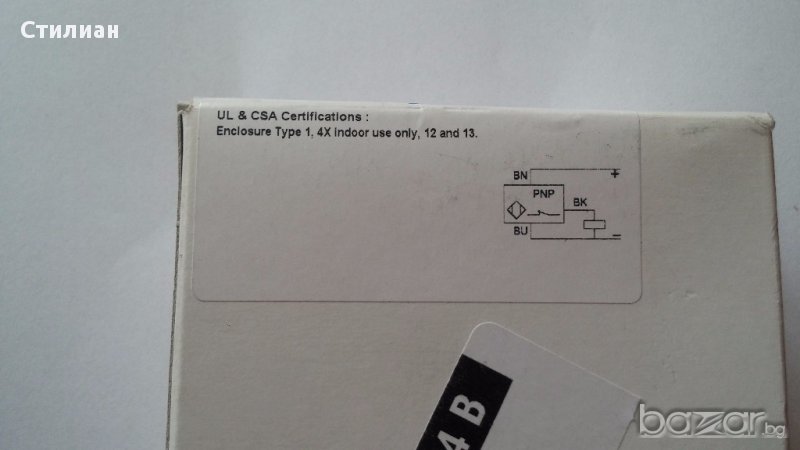 Стилиан
UL & CSA Certifications :
Enclosure Type 1, 4X indoor use only, 12 and 13.
BN +
PNP
BK
BU −
4 B
bazar.bg